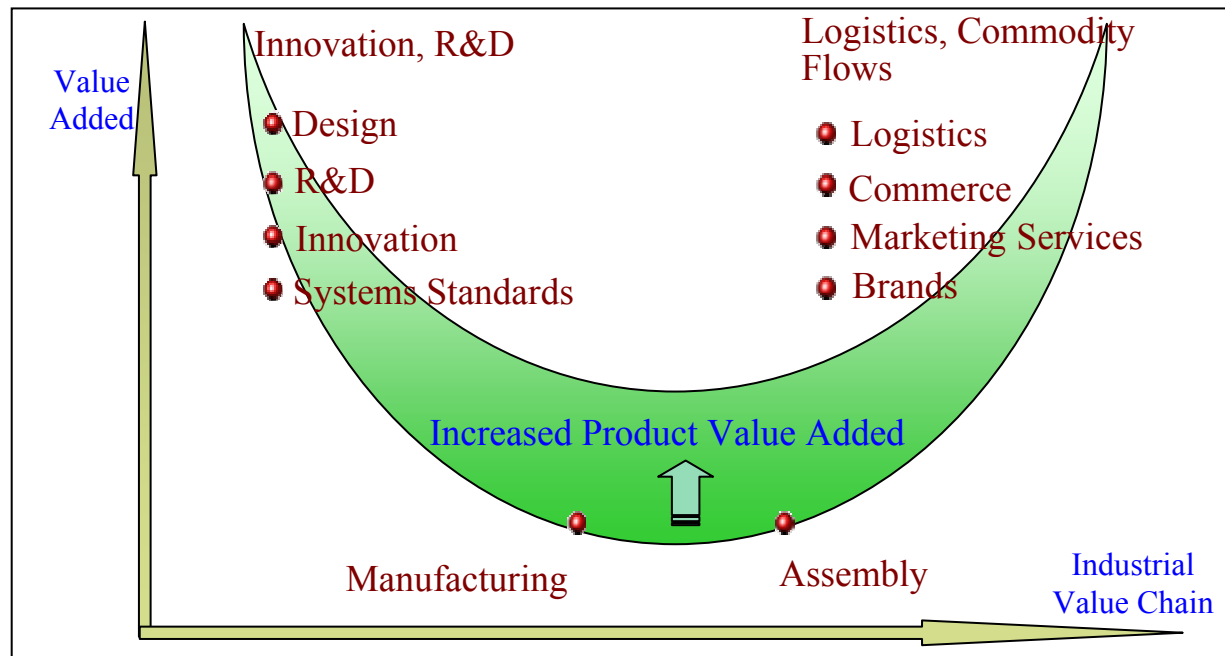 Value
Added
Innovation, R&D
Design
R&D
Innovation
Systems Standards
Logistics, Commodity
Flows
Logistics
Commerce
Marketing Services
Brands
Increased Product Value Added
Manufacturing
Assembly
Industrial
Value Chain